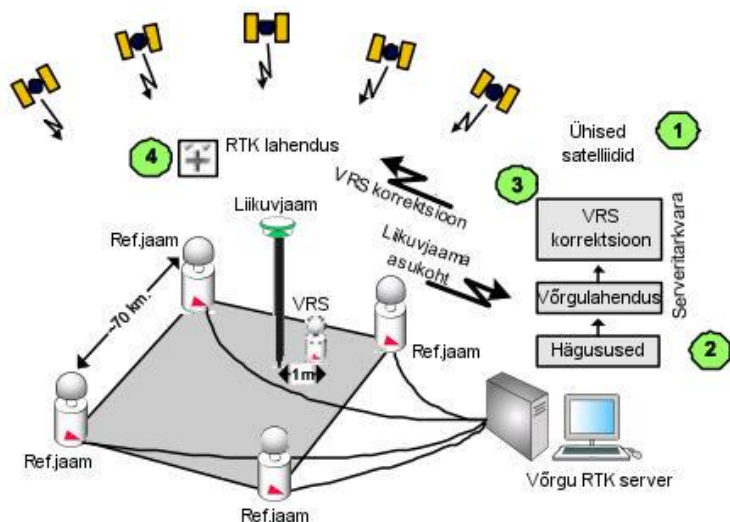 1
Ühised
satelliidid
4
RTK lahendus
VRS korrektsioon
3
Liikuvjaam
Ref.jaam
Liikuvjaama
asukoht
VRS
korrektsioon
Serveritarkvara
Võrgulahendus
Hägusused
2
~70 km.
VRS
1m
Ref.jaam
Ref.jaam
Ref.jaam
Võrgu RTK server